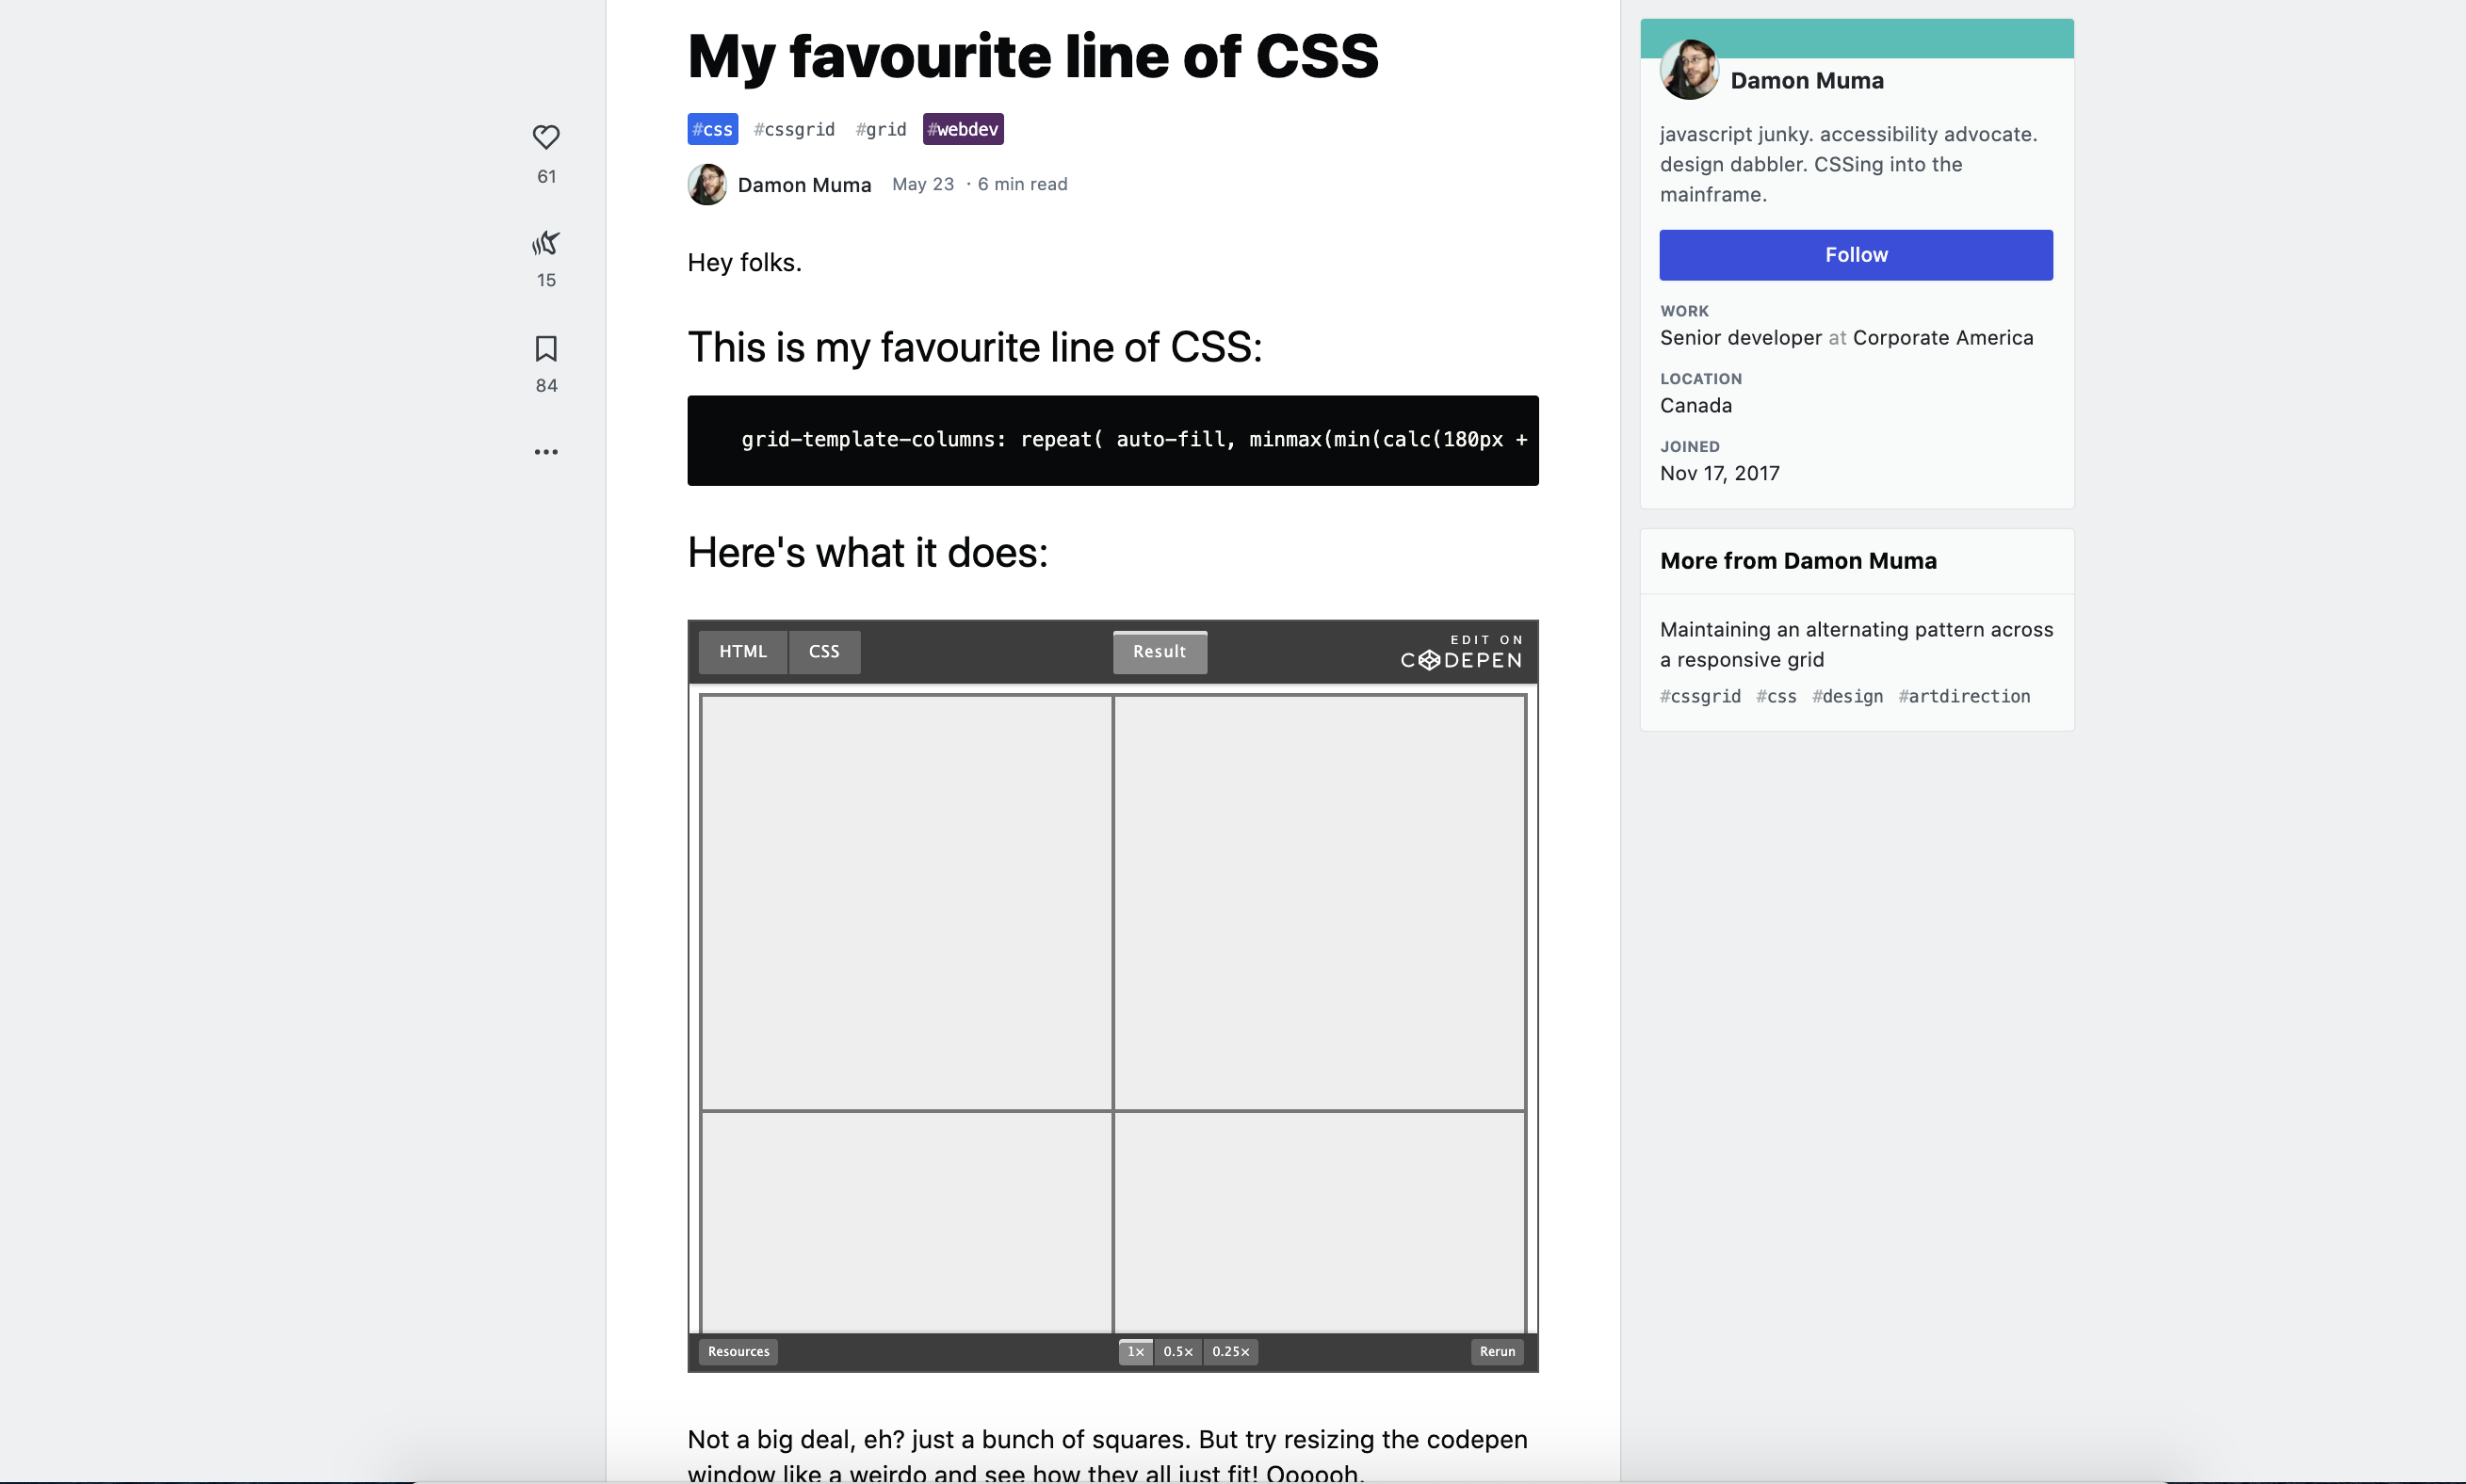 My favourite line of CSS
#css #cssgrid #grid #webdev
Damon Muma May 23 · 6 min read
61
15
84
Hey folks.
This is my favourite line of CSS:
grid-template-columns: repeat( auto-fill, minmax(min(calc(180px +
Here's what it does:
HTML CSS Result EDIT ON
CODEPEN
Resources 1× 0.5× 0.25× Rerun
Not a big deal, eh? just a bunch of squares. But try resizing the codepen
window like a weirdo and see how they all just fit! Oooooh.
Damon Muma
javascript junky. accessibility advocate.
design dabbler. CSSing into the
mainframe.
Follow
WORK
Senior developer at Corporate America
LOCATION
Canada
JOINED
Nov 17, 2017
More from Damon Muma
Maintaining an alternating pattern across
a responsive grid
#cssgrid #css #design #artdirection